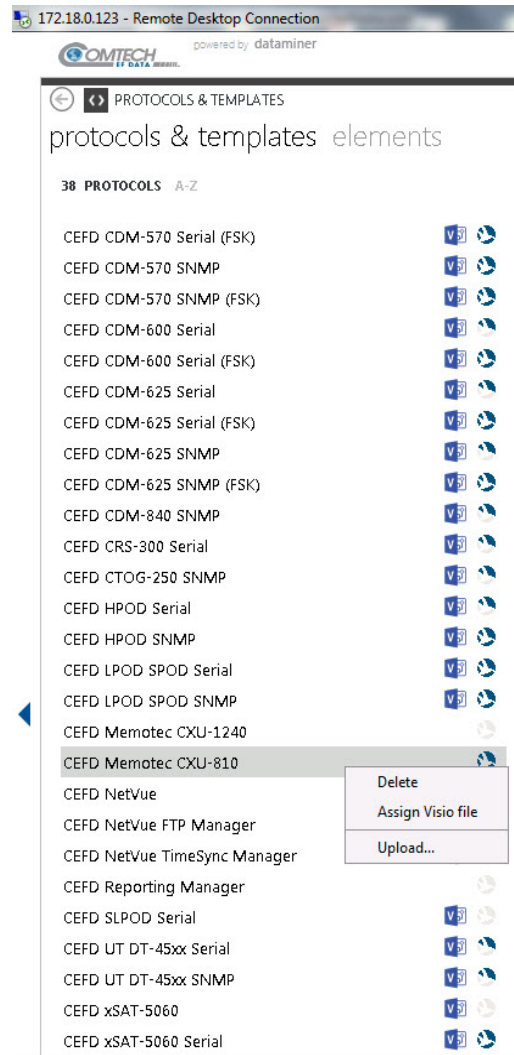 172.18.0.123 - Remote Desktop Connection
COMTECH EF DATA powered by dataminer
PROTOCOLS & TEMPLATES
protocols & templates elements
38 PROTOCOLS A-Z
CEFD CDM-570 Serial (FSK)
CEFD CDM-570 SNMP
CEFD CDM-570 SNMP (FSK)
CEFD CDM-600 Serial
CEFD CDM-600 Serial (FSK)
CEFD CDM-625 Serial
CEFD CDM-625 Serial (FSK)
CEFD CDM-625 SNMP
CEFD CDM-625 SNMP (FSK)
CEFD CDM-840 SNMP
CEFD CRS-300 Serial
CEFD CTOG-250 SNMP
CEFD HPOD Serial
CEFD HPOD SNMP
CEFD LPOD SPOD Serial
CEFD LPOD SPOD SNMP
CEFD Memotec CXU-1240
CEFD Memotec CXU-810
Delete
CEFD NetVue
Assign Visio file
CEFD NetVue FTP Manager
Upload...
CEFD NetVue TimeSync Manager
CEFD Reporting Manager
CEFD SLPOD Serial
CEFD UT DT-45xx Serial
CEFD UT DT-45xx SNMP
CEFD xSAT-5060
CEFD xSAT-5060 Serial